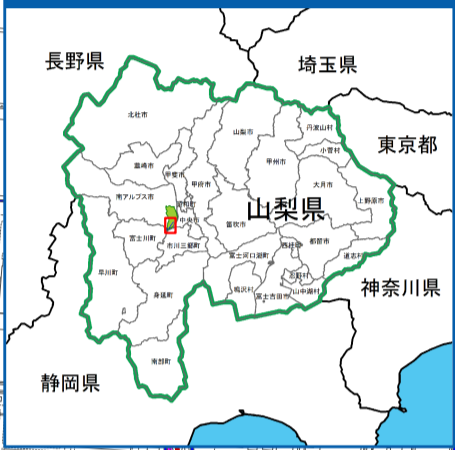 長野県
埼玉県
北杜市
山梨市
丹波山村
小菅村
東京都
韮崎市
甲斐市
甲州市
甲府市
大月市
南アルプス市
昭和町
上野原市
山梨県
中央市
笛吹市
富士川町
市川三郷町
西桂町
都留市
道志村
富士河口湖町
早川町
忍野村
神奈川県
身延町
鳴沢村
富士吉田市
山中湖村
南部町
静岡県